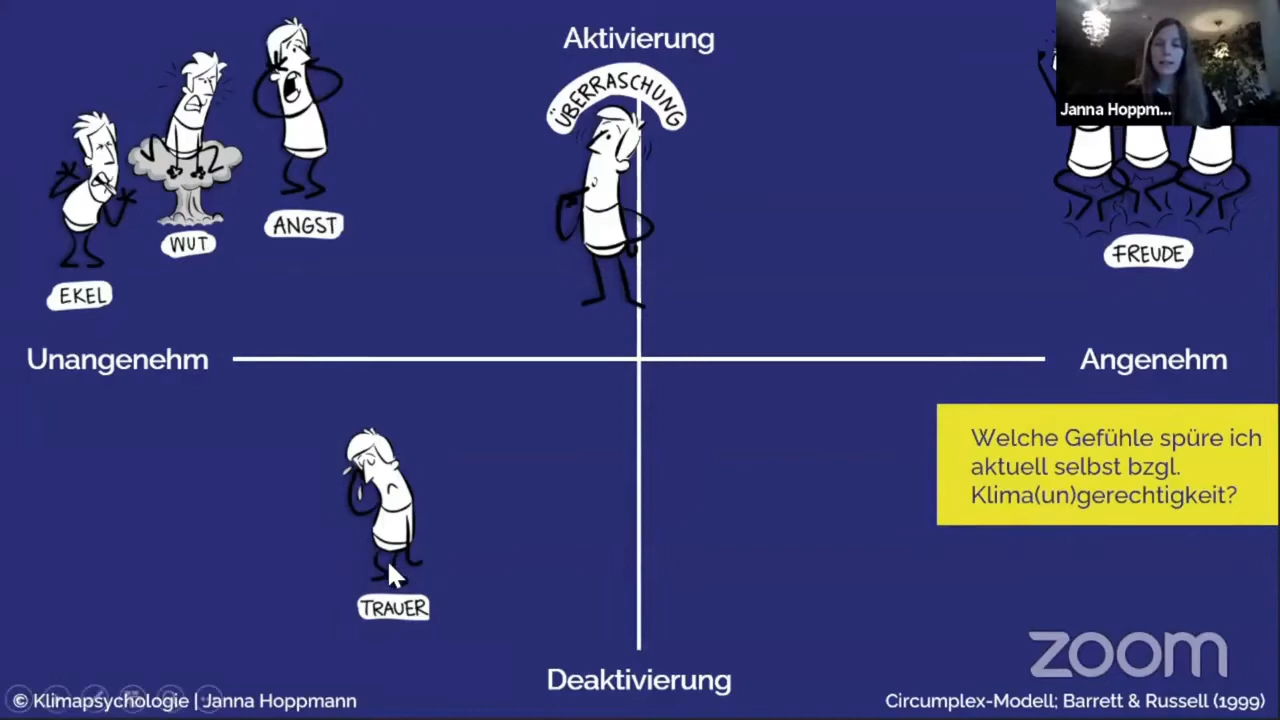 Aktivierung
ÜBERRASCHUNG
Janna Hoppm...
ANGST
WUT
FREUDE
EKEL
Unangenehm
Angenehm
Welche Gefühle spüre ich
aktuell selbst bzgl.
Klima(un)gerechtigkeit?
TRAUER
zoom
Deaktivierung
© Klimapsychologie | Janna Hoppmann
Circumplex-Modell; Barrett & Russell (1999)